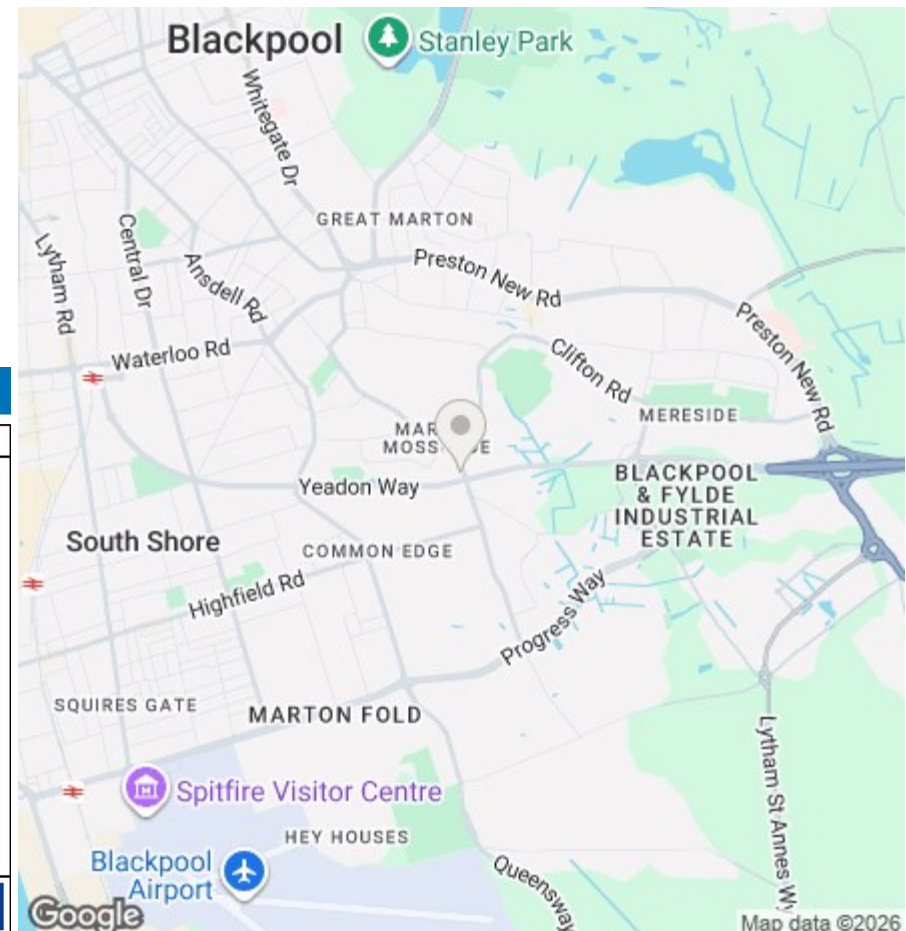 Blackpool
Stanley Park
Whitegate Dr
GREAT MARTON
Lytham Rd
Central Dr
Ansdell Rd
Preston New Rd
Preston New Rd
Waterloo Rd
Clifton Rd
MERESIDE
MAR
MOSS DE
Yeadon Way
BLACKPOOL
& FYLDE
INDUSTRIAL
ESTATE
South Shore
COMMON EDGE
Highfield Rd
Progress Way
SQUIRES GATE
MARTON FOLD
Lytham St Annes Wy
Spitfire Visitor Centre
HEY HOUSES
Blackpool
Airport
Queensway
Google
Map data ©2026